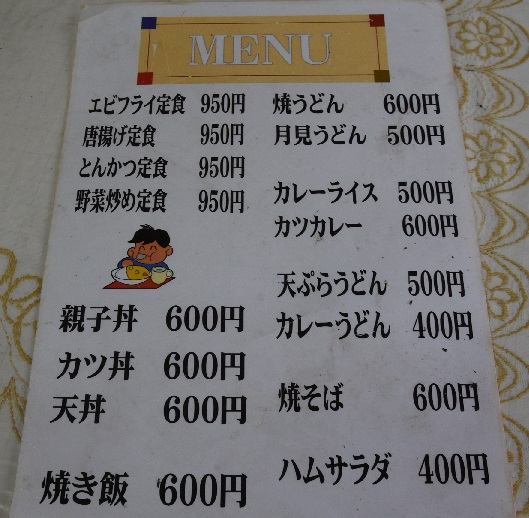 MENU
エビフライ定食 950円
唐揚げ定食 950円
とんかつ定食 950円
野菜炒め定食 950円
親子丼 600円
カツ丼 600円
天丼 600円
焼き飯 600円
焼うどん 600円
月見うどん 500円
カレーライス 500円
カツカレー 600円
天ぷらうどん 500円
カレーうどん 400円
焼そば 600円
ハムサラダ 400円